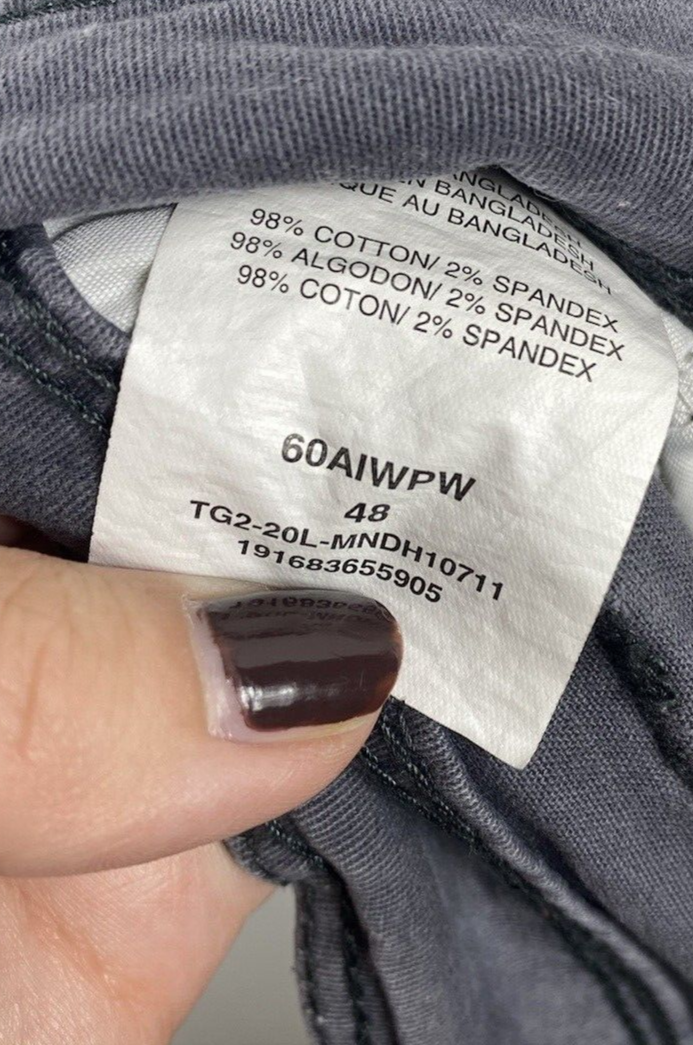 BANGLADESH
BANGLADESH
AU BANGLADESH
98% COTTON/ 2% SPANDEX
98% ALGODON/ 2% SPANDEX
98% COTON/ 2% SPANDEX
60AIWPW
48
TG2-20L-MNDH10711
191683655905